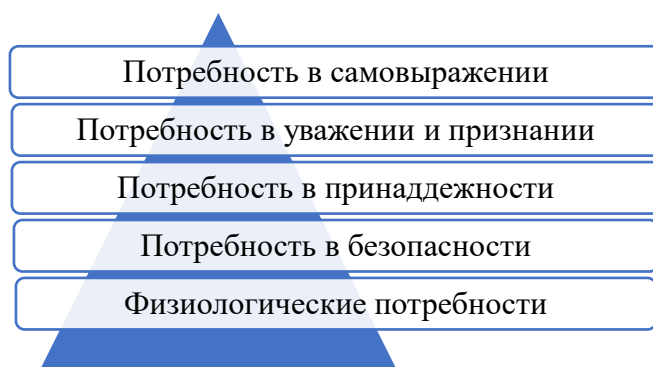 Потребность в самовыражении
Потребность в уважении и признании
Потребность в принаддежности
Потребность в безопасности
Физиологические потребности